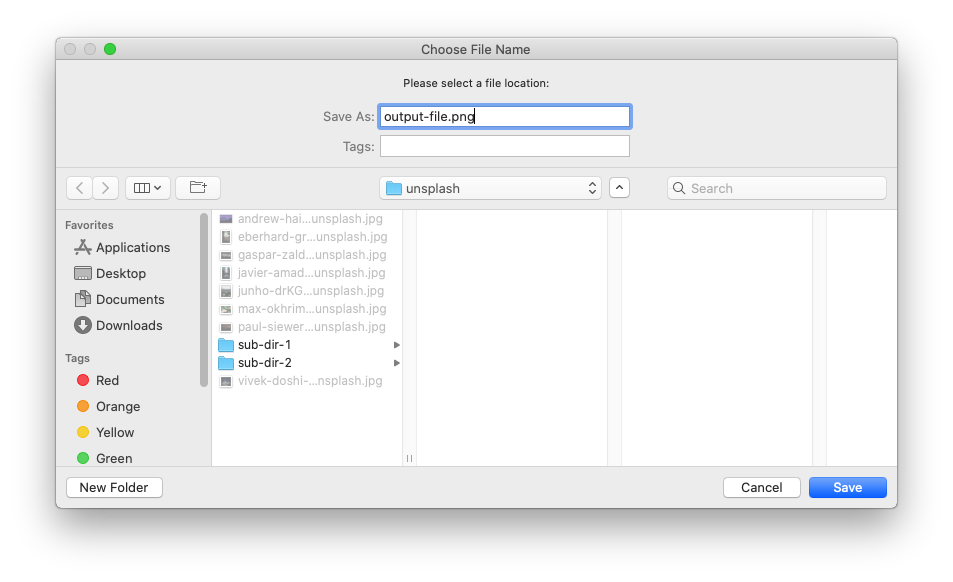 Choose File Name
Please select a file location:
Save As: output-file.png
Tags:
unsplash
Search
Favorites
Applications
Desktop
Documents
Downloads
Tags
Red
Orange
Yellow
Green
andrew-hai...unsplash.jpg
eberhard-gr...unsplash.jpg
gaspar-zald...unsplash.jpg
javier-amad...unsplash.jpg
junho-drKG...unsplash.jpg
max-okhrim...unsplash.jpg
paul-siewer...unsplash.jpg
sub-dir-1
sub-dir-2
vivek-doshi-...nsplash.jpg
New Folder
Cancel
Save